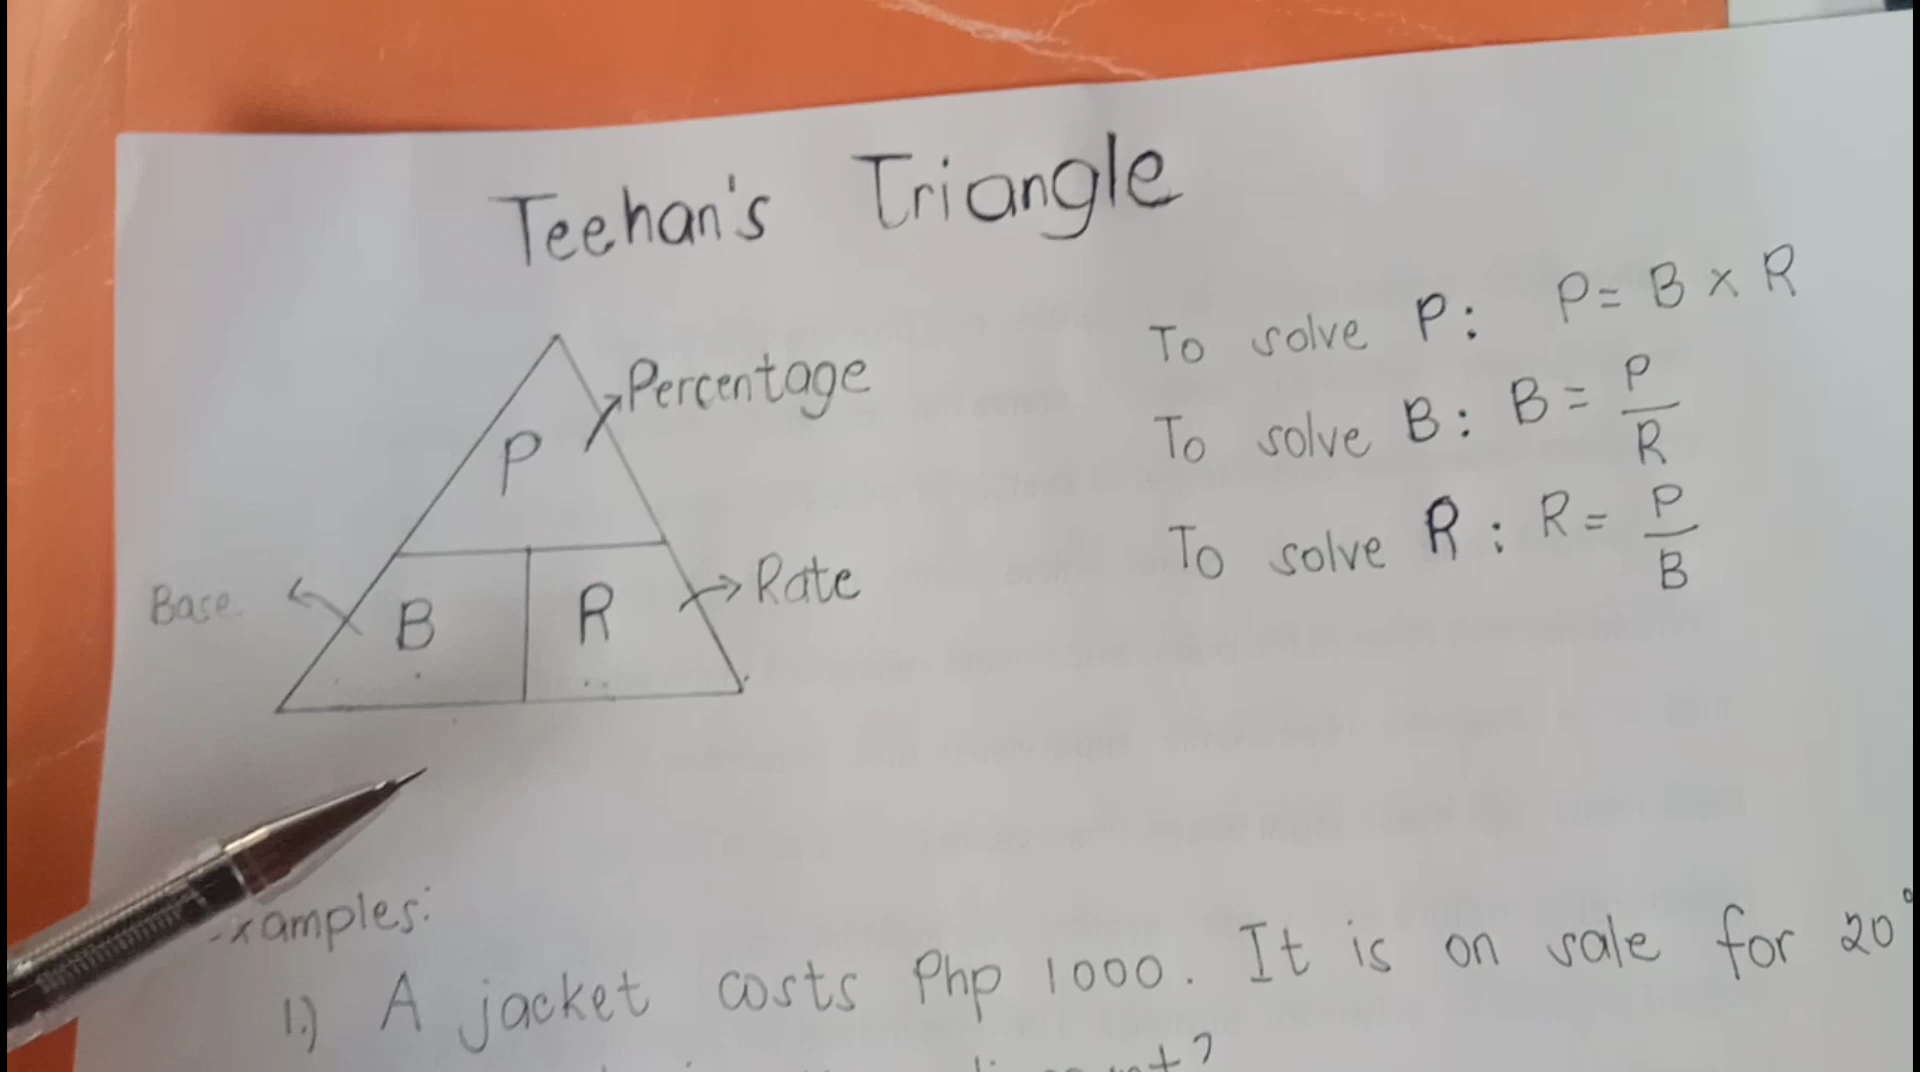 Teehan's Triangle
To solve P: P = B x R
Percentage
P
To solve B: B = P/R
To solve R: R = P/B
Base
B
R
Rate
xamples:
1.) A jacket costs Php 1000. It is on sale for 20